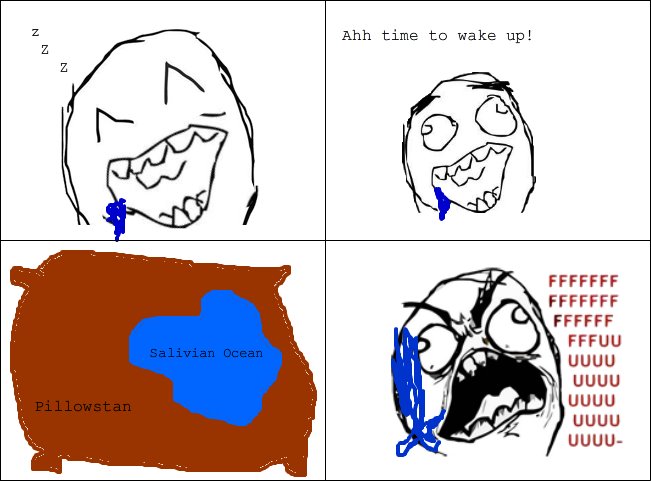 z
Z
Z
Ahh time to wake up!
Salivian Ocean
Pillowstan
FFFFFFF
FFFFFFF
FFFFFF
FFFUU
UUUU
UUUU
UUUU
UUUU
UUUU-